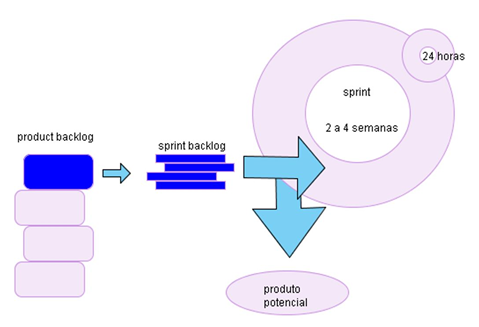 24 horas
sprint
2 a 4 semanas
product backlog
sprint backlog
produto
potencial